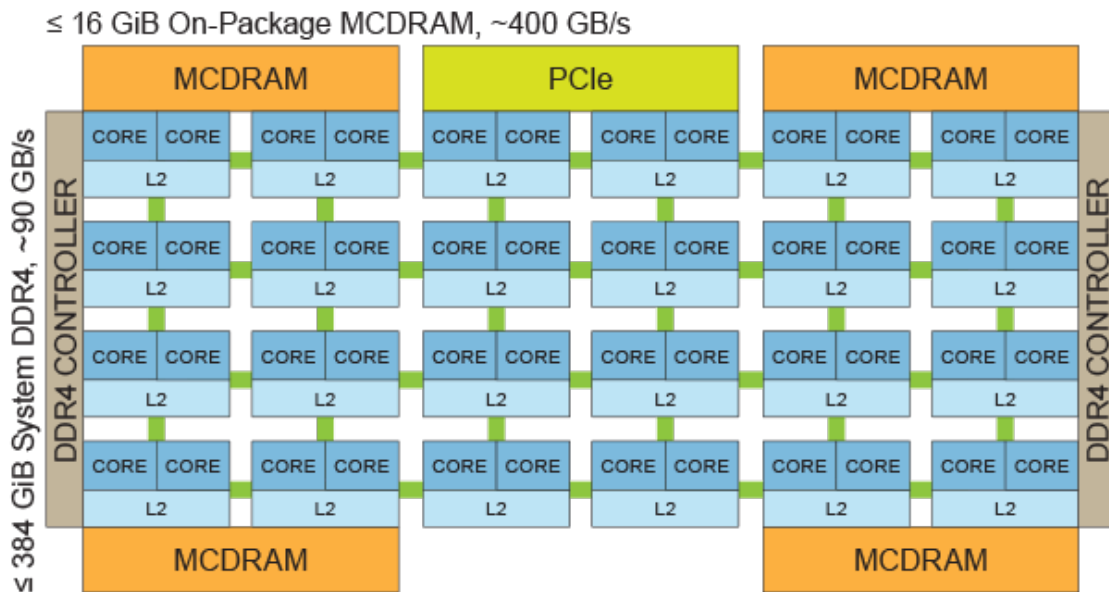 ≤ 16 GiB On-Package MCDRAM, ~400 GB/s
MCDRAM PCIe MCDRAM
≤ 384 GiB System DDR4, ~90 GB/s
DDR4 CONTROLLER
DDR4 CONTROLLER
CORE CORE CORE CORE CORE CORE CORE CORE CORE CORE CORE CORE
L2 L2 L2 L2 L2 L2
CORE CORE CORE CORE CORE CORE CORE CORE CORE CORE CORE CORE
L2 L2 L2 L2 L2 L2
CORE CORE CORE CORE CORE CORE CORE CORE CORE CORE CORE CORE
L2 L2 L2 L2 L2 L2
CORE CORE CORE CORE CORE CORE CORE CORE CORE CORE CORE CORE
L2 L2 L2 L2 L2 L2
MCDRAM MCDRAM